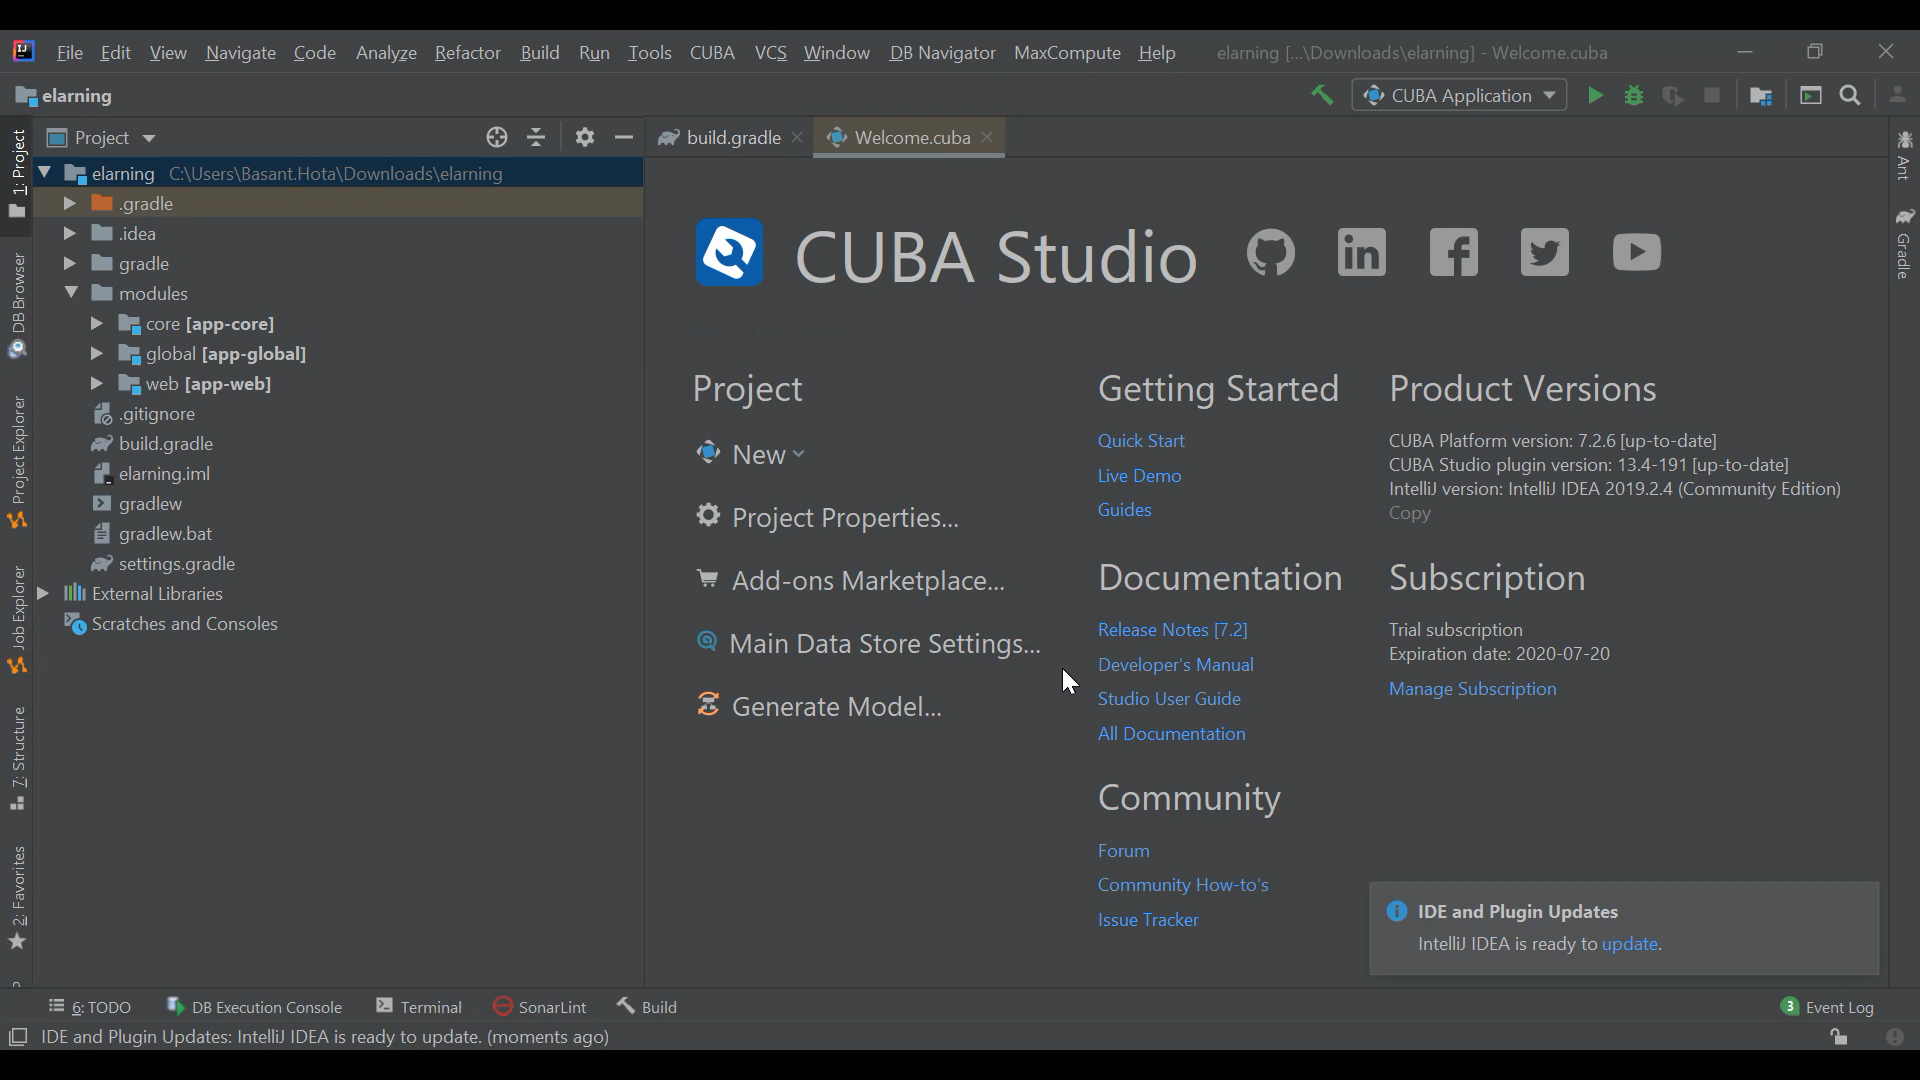 File Edit View Navigate Code Analyze Refactor Build Run Tools CUBA VCS Window DB Navigator MaxCompute Help elarning [...\Downloads\elarning] - Welcome.cuba
elarning
CUBA Application
1: Project
DB Browser
Project Explorer
Job Explorer
7: Structure
2: Favorites
Project
elarning C:\Users\Basant.Hota\Downloads\elarning
.gradle
.idea
gradle
modules
core [app-core]
global [app-global]
web [app-web]
.gitignore
build.gradle
elarning.iml
gradlew
gradlew.bat
settings.gradle
External Libraries
Scratches and Consoles
build.gradle
Welcome.cuba
CUBA Studio
Project
New
Project Properties...
Add-ons Marketplace...
Main Data Store Settings...
Generate Model...
Getting Started
Quick Start
Live Demo
Guides
Documentation
Release Notes [7.2]
Developer's Manual
Studio User Guide
All Documentation
Community
Forum
Community How-to's
Issue Tracker
Product Versions
CUBA Platform version: 7.2.6 [up-to-date]
CUBA Studio plugin version: 13.4-191 [up-to-date]
IntelliJ version: IntelliJ IDEA 2019.2.4 (Community Edition)
Copy
Subscription
Trial subscription
Expiration date: 2020-07-20
Manage Subscription
IDE and Plugin Updates
IntelliJ IDEA is ready to update.
Ant
Gradle
6: TODO
DB Execution Console
Terminal
SonarLint
Build
3 Event Log
IDE and Plugin Updates: IntelliJ IDEA is ready to update. (moments ago)